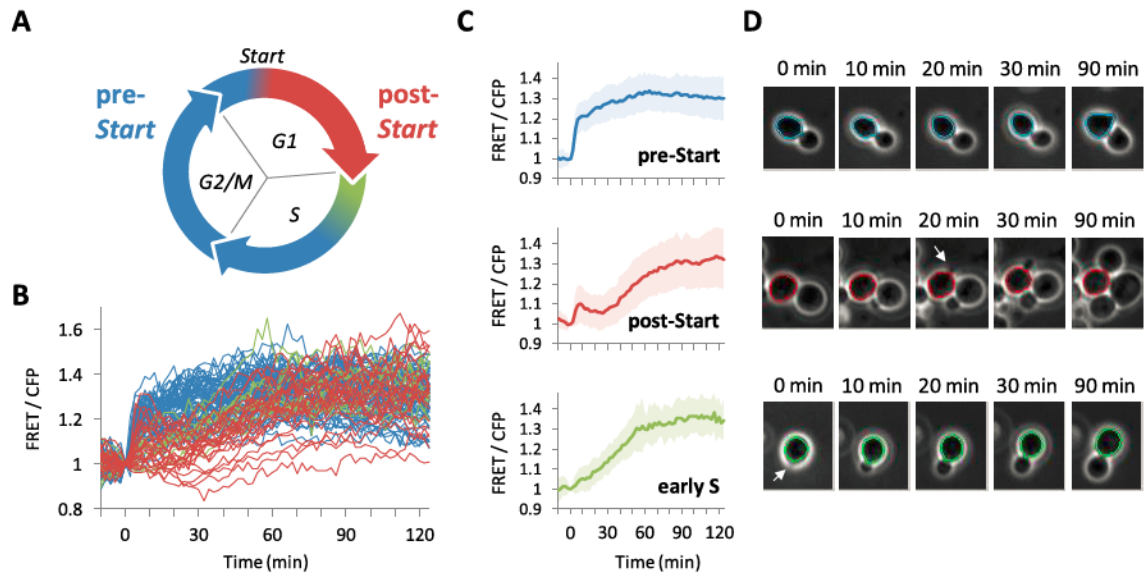 A
Start
pre-
Start
post-
Start
G1
G2/M
S
B
FRET / CFP
1.6
1.4
1.2
1
0.8
0 30 60 90 120
Time (min)
C
FRET / CFP
1.4
1.3
1.2
1.1
1
0.9
pre-Start
FRET / CFP
1.4
1.3
1.2
1.1
1
0.9
post-Start
FRET / CFP
1.4
1.3
1.2
1.1
1
0.9
early S
0 30 60 90 120
Time (min)
D
0 min 10 min 20 min 30 min 90 min
0 min 10 min 20 min 30 min 90 min
0 min 10 min 20 min 30 min 90 min